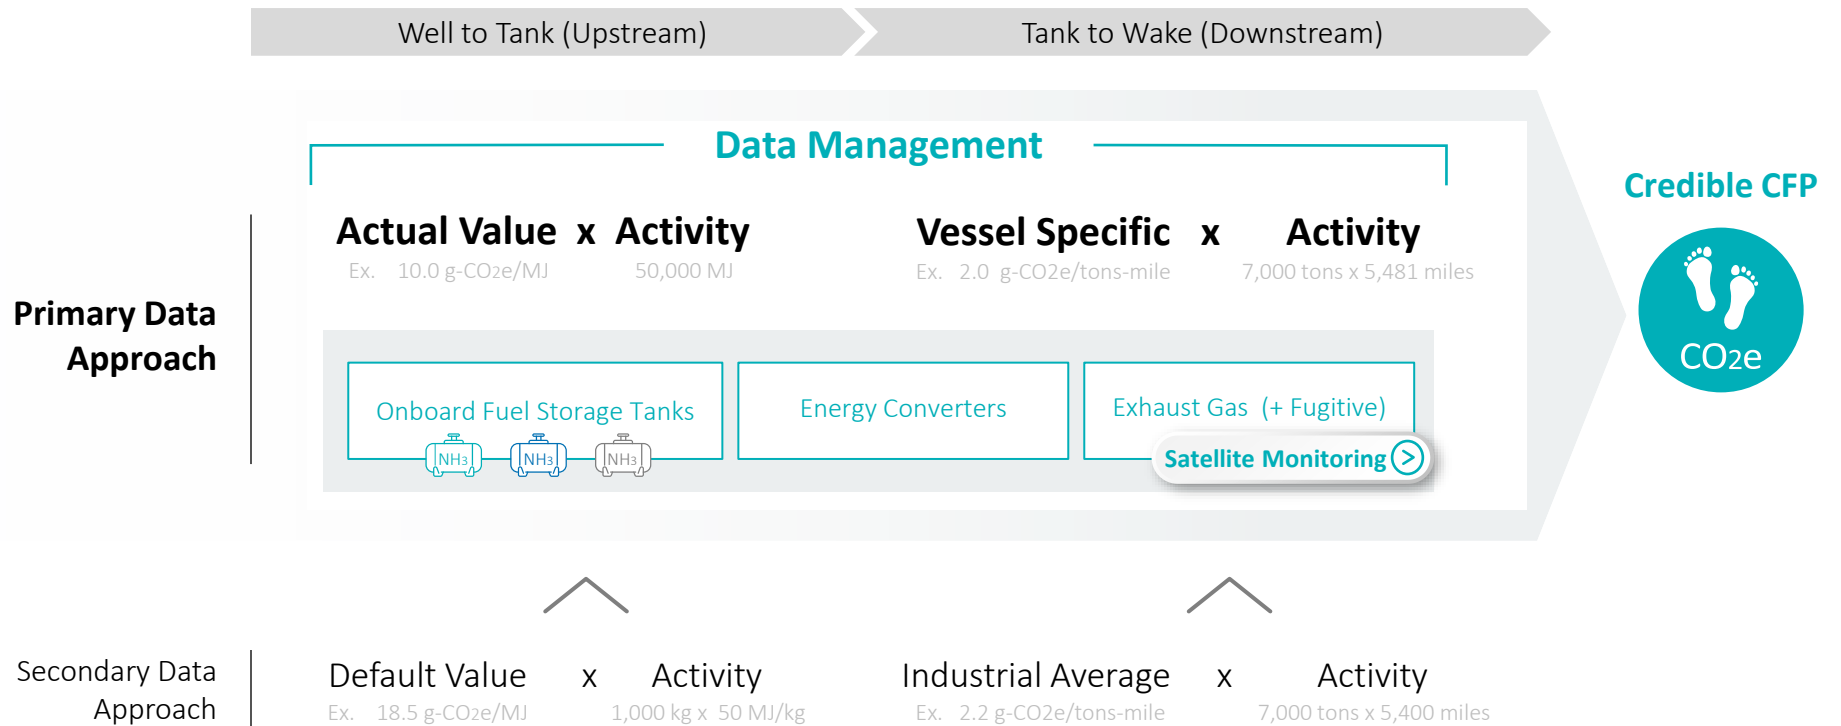 Well to Tank (Upstream)
Tank to Wake (Downstream)
Data Management
Credible CFP
CO2e
Primary Data
Approach
Actual Value x Activity
Ex. 10.0 g-CO2e/MJ 50,000 MJ
Vessel Specific x Activity
Ex. 2.0 g-CO2e/tons-mile 7,000 tons x 5,481 miles
Onboard Fuel Storage Tanks
NH3 NH3 NH3
Energy Converters
Exhaust Gas (+ Fugitive)
Satellite Monitoring
Secondary Data
Approach
Default Value x Activity
Ex. 18.5 g-CO2e/MJ 1,000 kg x 50 MJ/kg
Industrial Average x Activity
Ex. 2.2 g-CO2e/tons-mile 7,000 tons x 5,400 miles